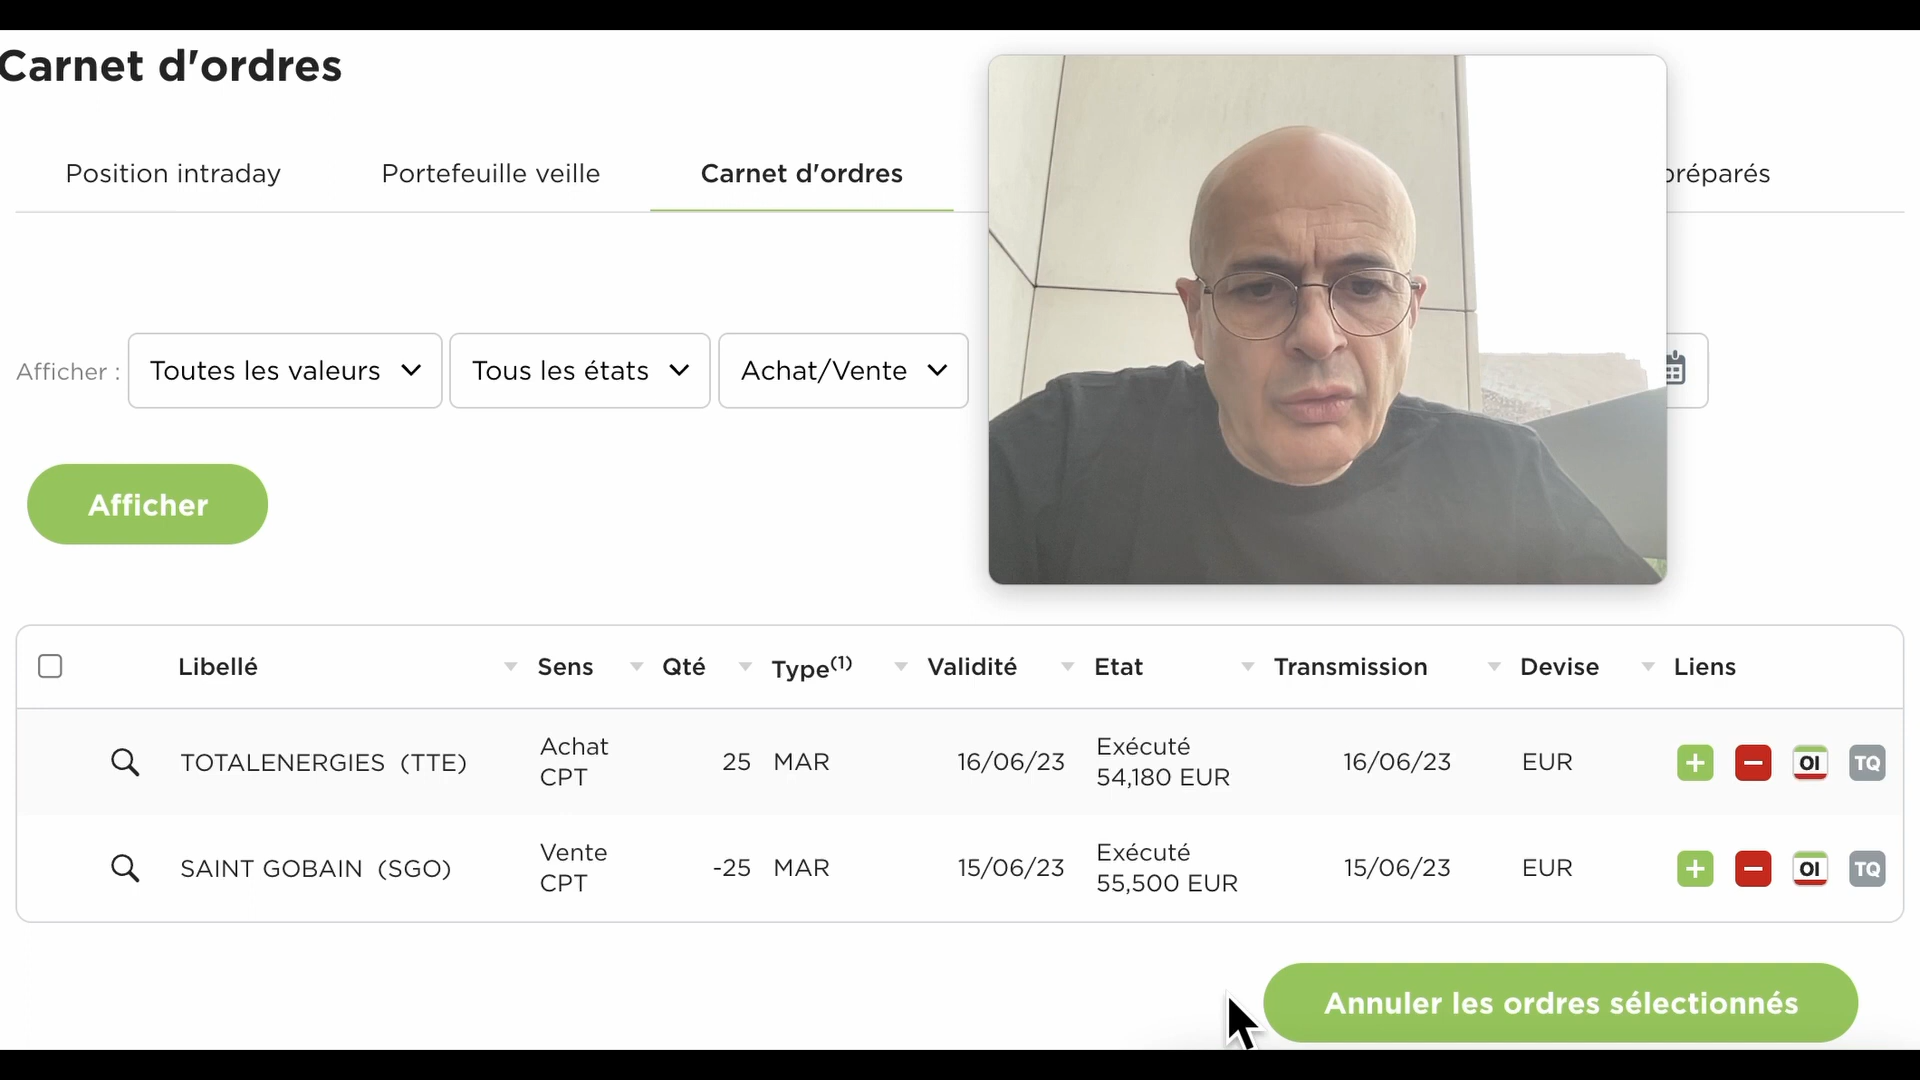 Carnet d'ordres
Position intraday Portefeuille veille Carnet d'ordres préparés
Afficher : Toutes les valeurs Tous les états Achat/Vente
Afficher
Libellé Sens Qté Type(1) Validité Etat Transmission Devise Liens
TOTALENERGIES (TTE) Achat CPT 25 MAR 16/06/23 Exécuté 54,180 EUR 16/06/23 EUR + − OI TQ
SAINT GOBAIN (SGO) Vente CPT -25 MAR 15/06/23 Exécuté 55,500 EUR 15/06/23 EUR + − OI TQ
Annuler les ordres sélectionnés